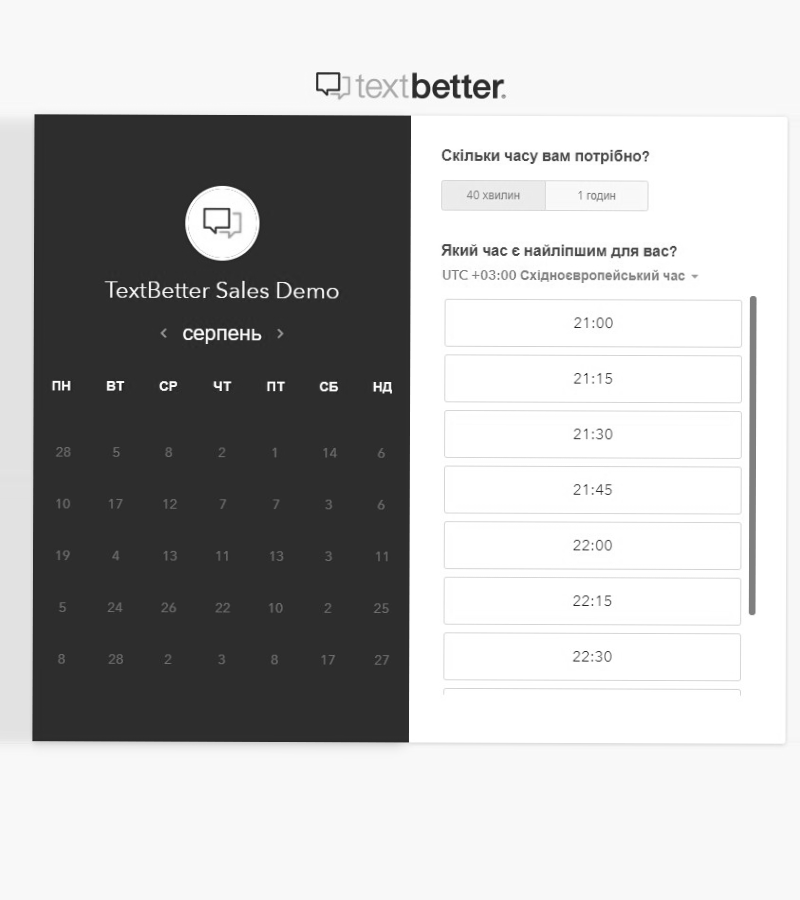 textbetter.
TextBetter Sales Demo
серпень
ПН ВТ СР ЧТ ПТ СБ НД
28 5 8 2 1 14 6
10 17 12 7 7 3 6
19 4 13 11 13 3 11
5 24 26 22 10 2 25
8 28 2 3 8 17 27
Скільки часу вам потрібно?
40 хвилин 1 годин
Який час є найліпшим для вас?
UTC +03:00 Східноєвропейський час
21:00
21:15
21:30
21:45
22:00
22:15
22:30